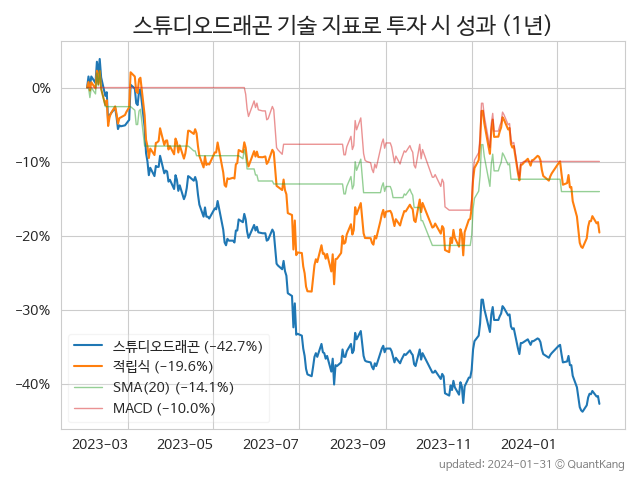 스튜디오드래곤 기술 지표로 투자 시 성과 (1년)
0%
−10%
−20%
−30%
−40%
스튜디오드래곤 (−42.7%)
적립식 (−19.6%)
SMA(20) (−14.1%)
MACD (−10.0%)
2023−03 2023−05 2023−07 2023−09 2023−11 2024−01
updated: 2024−01−31 © QuantKang